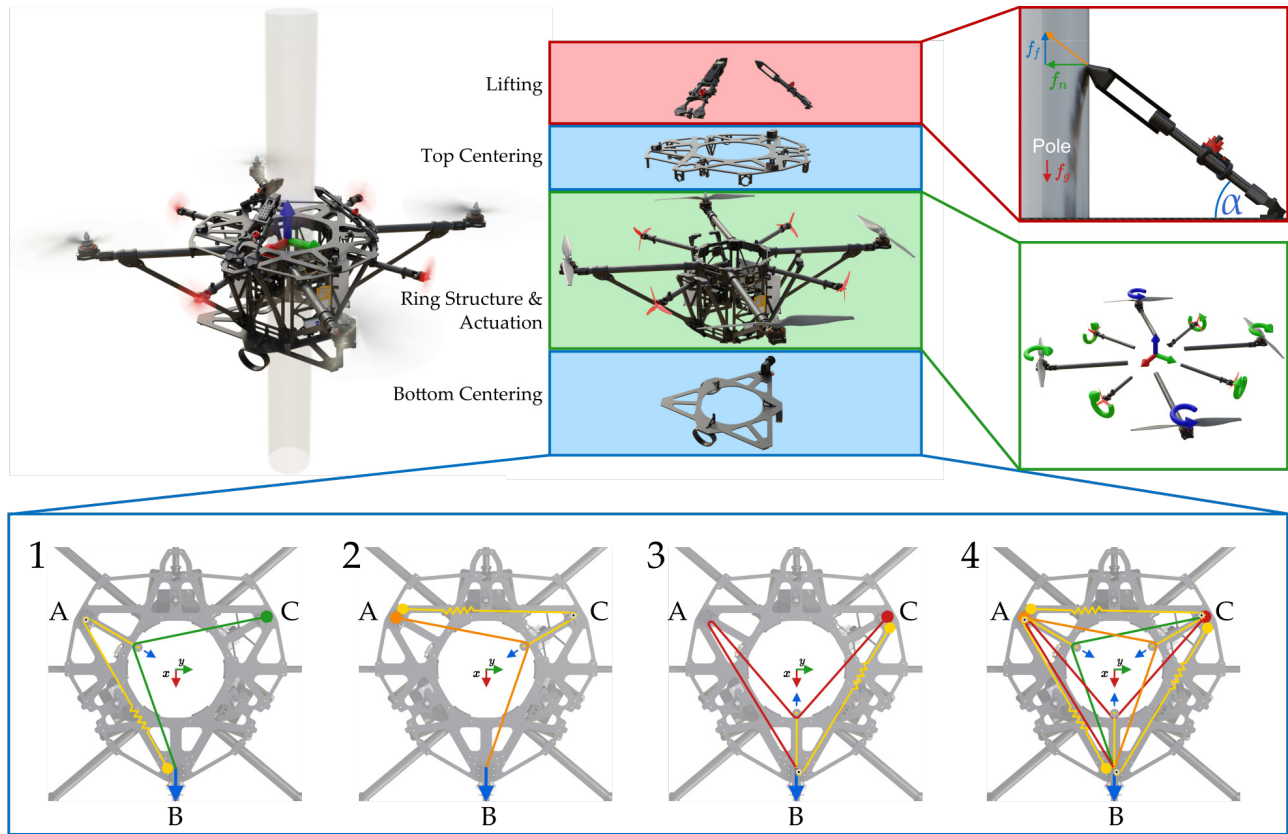 Lifting
Top Centering
Ring Structure &
Actuation
Bottom Centering
f_f
f_n
Pole
f_g
α
1
A
C
y
x
B
2
A
C
y
x
B
3
A
C
y
x
B
4
A
C
y
x
B